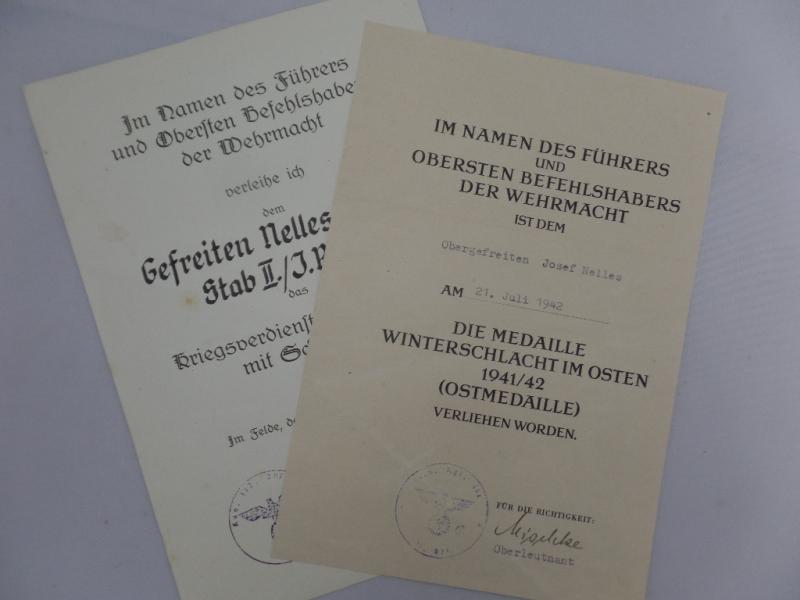 Im Namen des Führers
und Obersten Befehlshaber
der Wehrmacht
verleihe ich
dem
Gefreiten Nelles
Stab II./J.R
das
Kriegsverdienst
mit Sc
Im Felde, de
IM NAMEN DES FÜHRERS
UND
OBERSTEN BEFEHLSHABERS
DER WEHRMACHT
IST DEM
Obergefreiten Josef Nelles
AM 21. Juli 1942
DIE MEDAILLE
WINTERSCHLACHT IM OSTEN
1941/42
(OSTMEDAILLE)
VERLIEHEN WORDEN.
FÜR DIE RICHTIGKEIT:
Oberleutnant